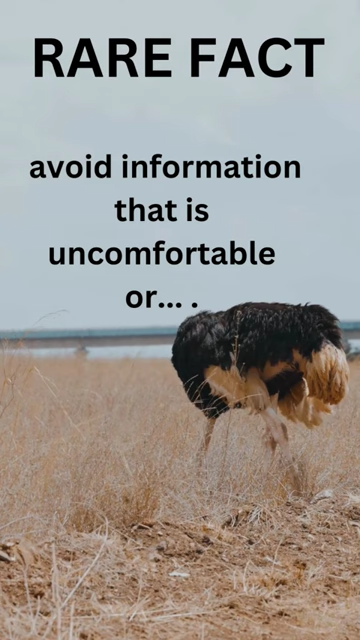 RARE FACT
avoid information
that is
uncomfortable
or... .